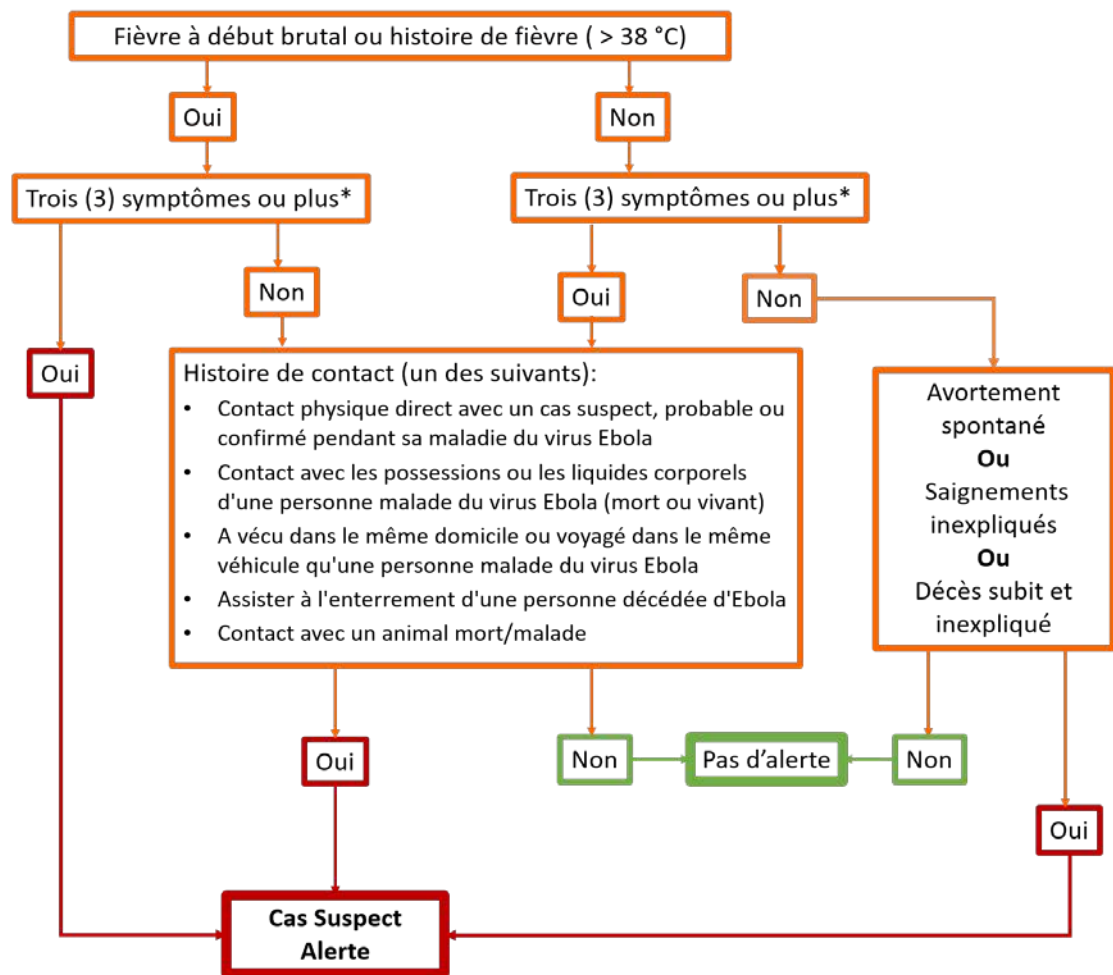 Fièvre à début brutal ou histoire de fièvre ( > 38 °C)
Oui
Non
Trois (3) symptômes ou plus*
Trois (3) symptômes ou plus*
Non
Oui
Non
Oui
Histoire de contact (un des suivants):
• Contact physique direct avec un cas suspect, probable ou
confirmé pendant sa maladie du virus Ebola
• Contact avec les possessions ou les liquides corporels
d'une personne malade du virus Ebola (mort ou vivant)
• A vécu dans le même domicile ou voyagé dans le même
véhicule qu'une personne malade du virus Ebola
• Assister à l'enterrement d'une personne décédée d'Ebola
• Contact avec un animal mort/malade
Avortement
spontané
Ou
Saignements
inexpliqués
Ou
Décès subit et
inexpliqué
Oui
Non
Pas d’alerte
Non
Oui
Cas Suspect
Alerte